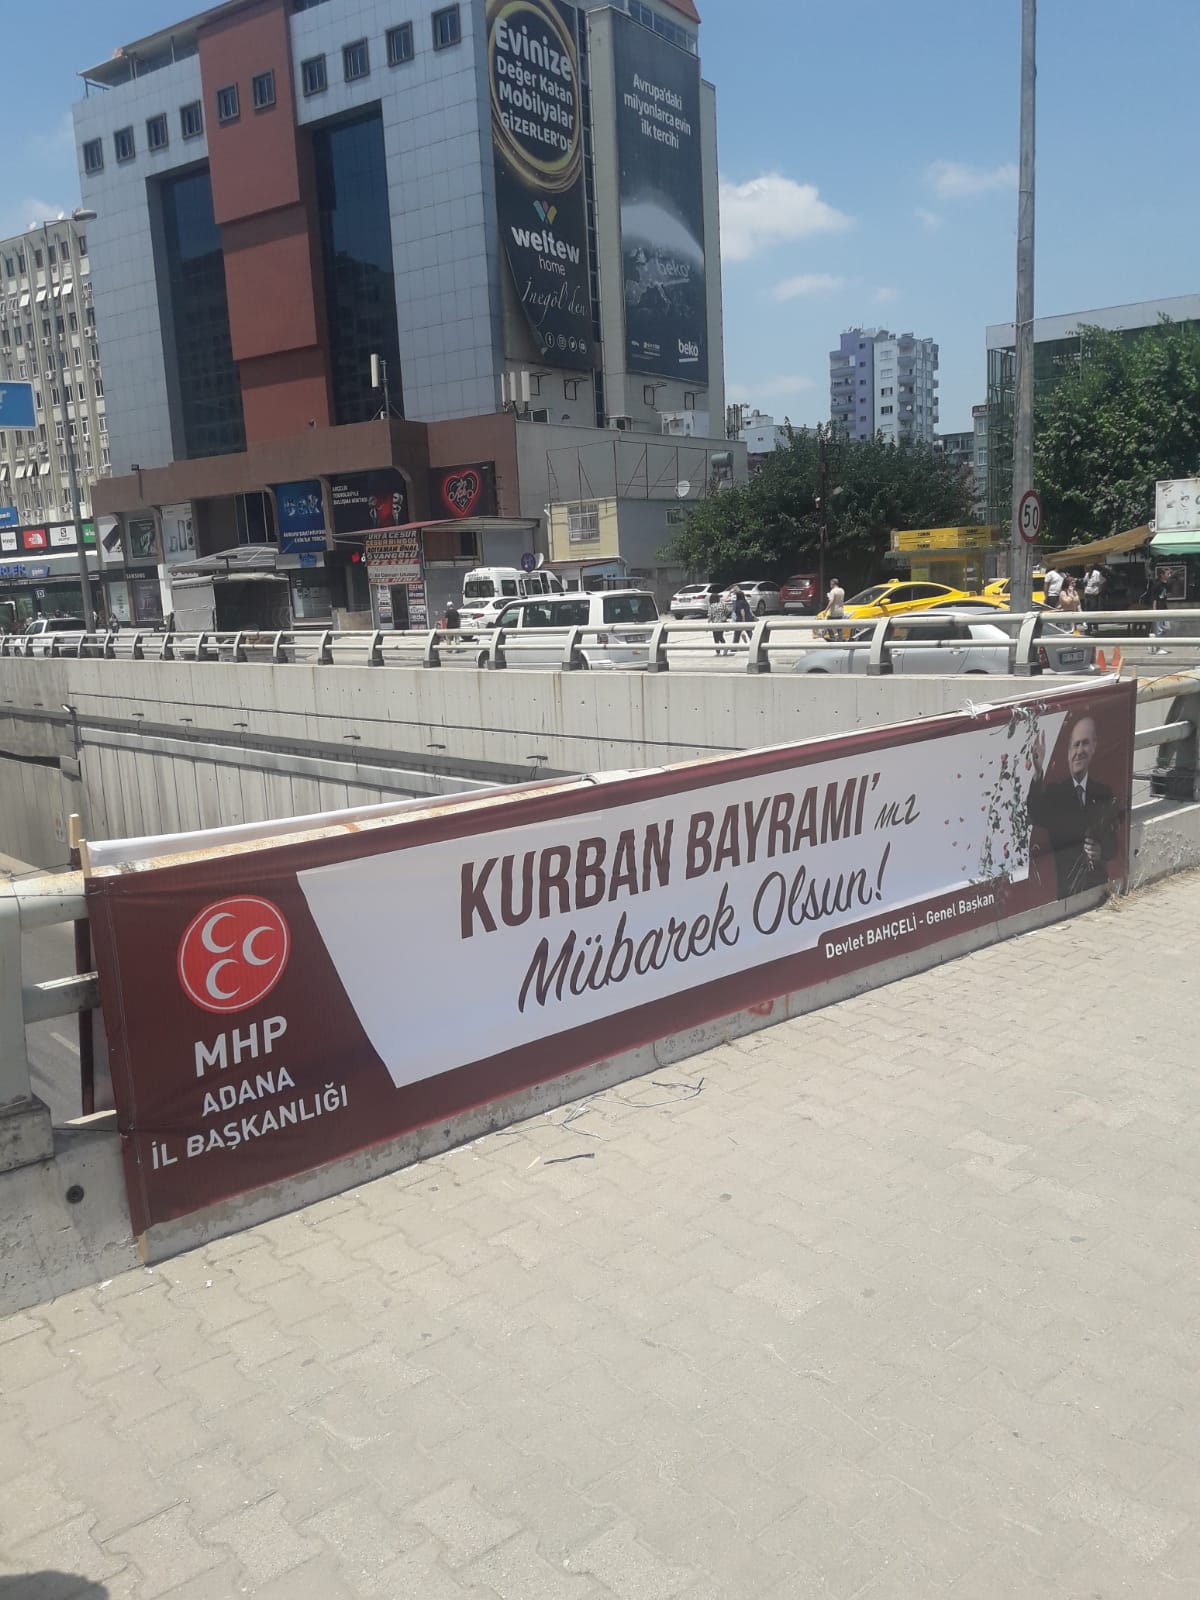 Evinize
Değer Katan
Mobilyalar
GİZERLER'DE
weltew
home
İnegöl'den
Avrupa'daki
milyonlarca evin
ilk tercihi
beko
beko
50
SAMSUNG
KURBAN BAYRAMI'mız
Mübarek Olsun!
Devlet BAHÇELİ - Genel Başkan
MHP
ADANA
İL BAŞKANLIĞI